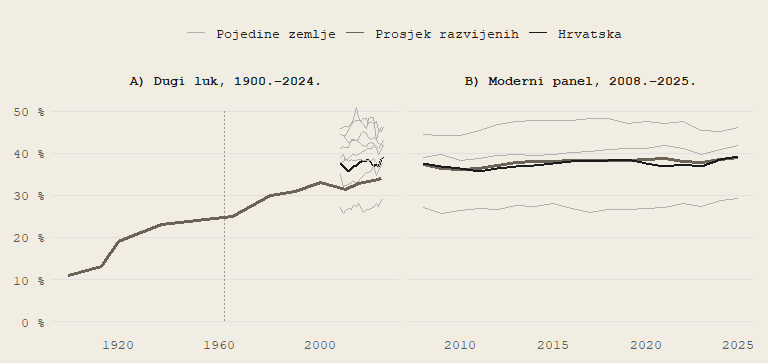 Pojedine zemlje Prosjek razvijenih Hrvatska
A) Dugi luk, 1900.–2024.
B) Moderni panel, 2008.–2025.
50 %
40 %
30 %
20 %
10 %
0 %
1920 1960 2000
2010 2015 2020 2025